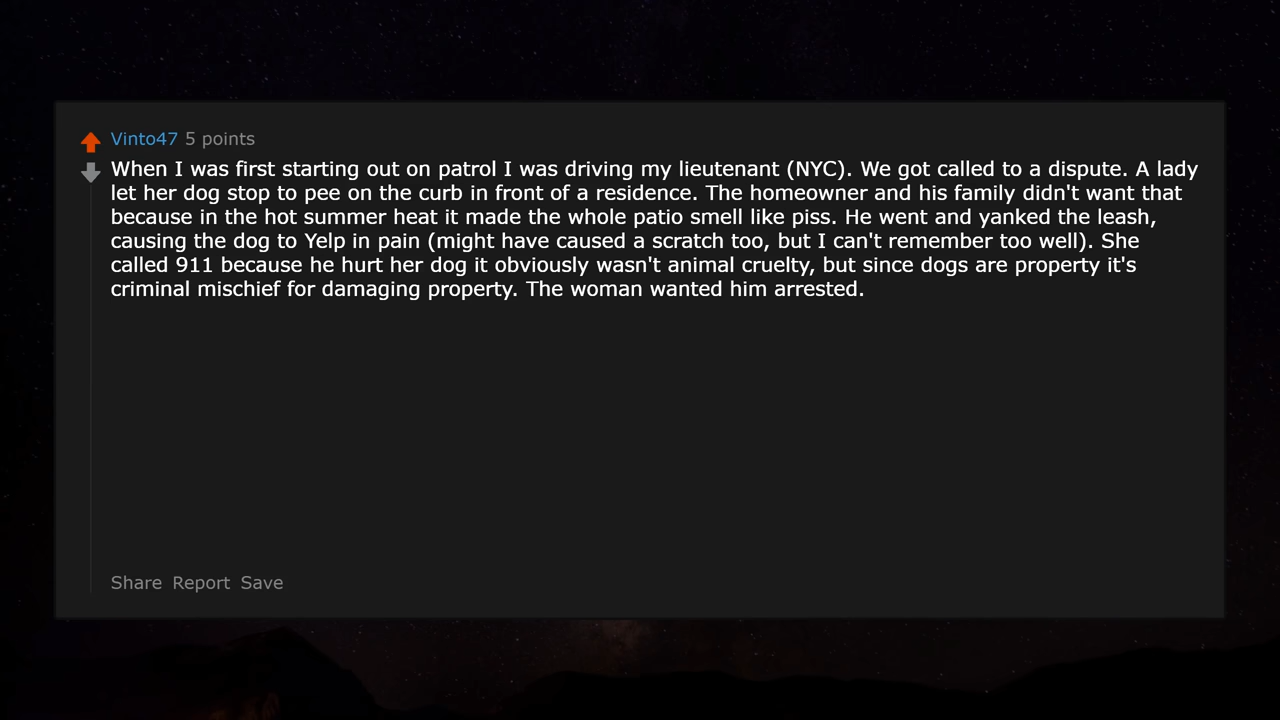 Vinto47 5 points
When I was first starting out on patrol I was driving my lieutenant (NYC). We got called to a dispute. A lady
let her dog stop to pee on the curb in front of a residence. The homeowner and his family didn't want that
because in the hot summer heat it made the whole patio smell like piss. He went and yanked the leash,
causing the dog to Yelp in pain (might have caused a scratch too, but I can't remember too well). She
called 911 because he hurt her dog it obviously wasn't animal cruelty, but since dogs are property it's
criminal mischief for damaging property. The woman wanted him arrested.
Share Report Save